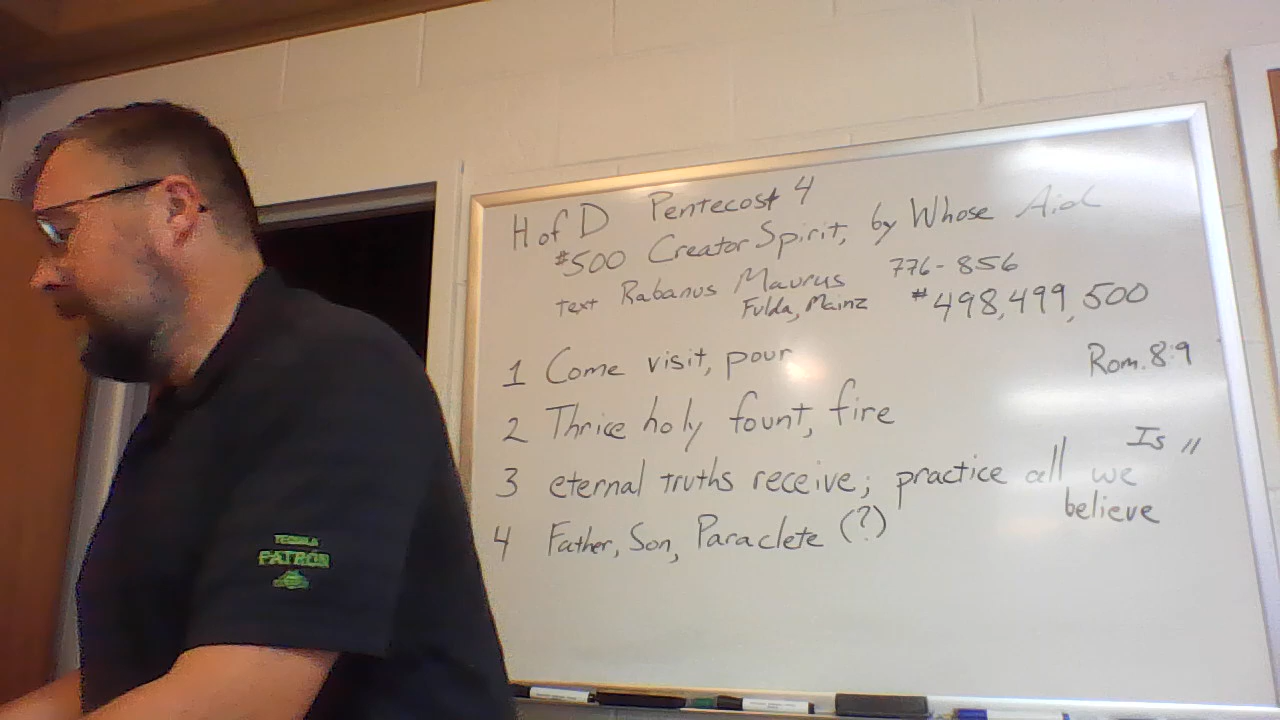 H of D Pentecost 4
#500 Creator Spirit, by Whose Aid
text Rabanus Maurus 776-856
Fulda, Mainz #498, 499, 500
1 Come visit, pour Rom. 8:9
2 Thrice holy fount, fire
Is 11
3 eternal truths receive; practice all we
believe
4 Father, Son, Paraclete (?)
TEQUILA
PATRÓN